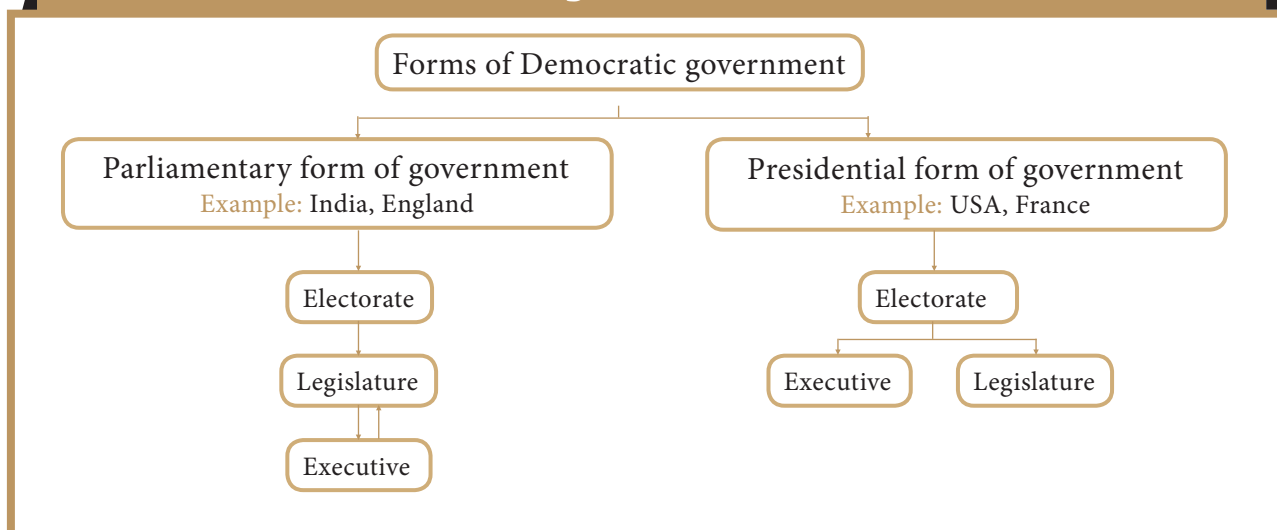 Forms of Democratic government
Parliamentary form of government
Example: India, England
Presidential form of government
Example: USA, France
Electorate
Electorate
Legislature
Executive
Legislature
Executive